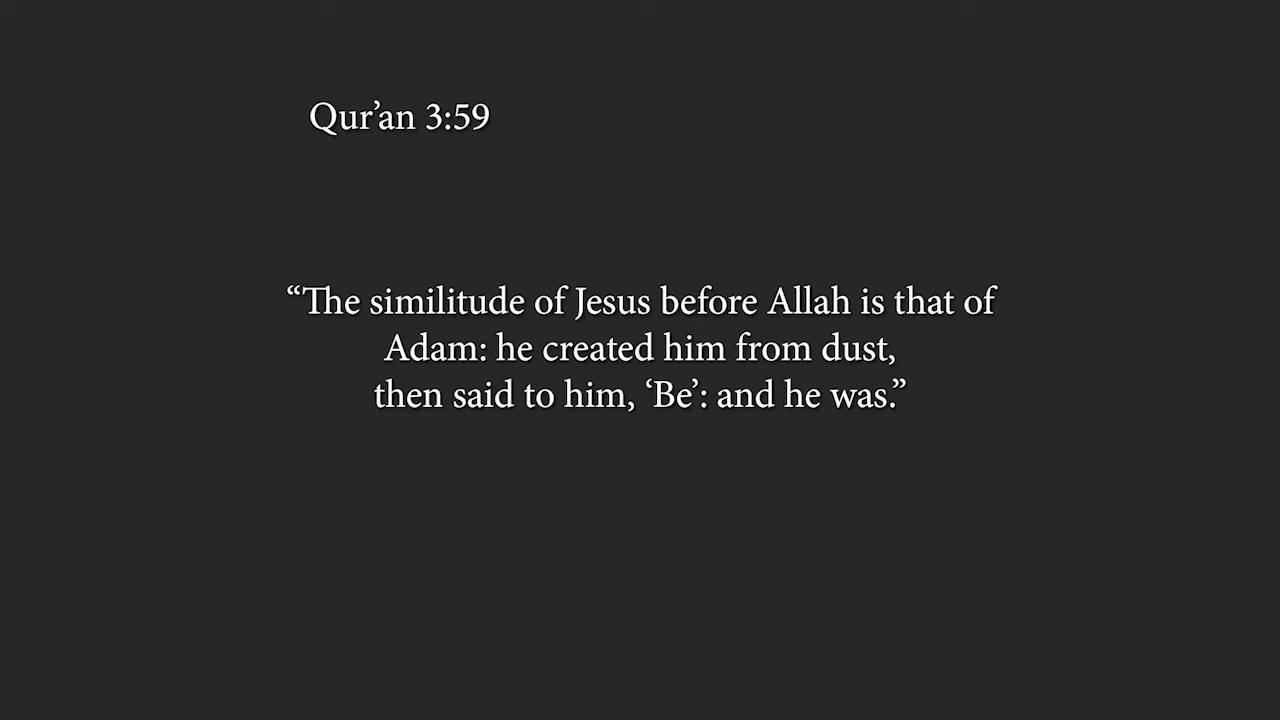 Qur’an 3:59
“The similitude of Jesus before Allah is that of
Adam: he created him from dust,
then said to him, ‘Be’: and he was.”